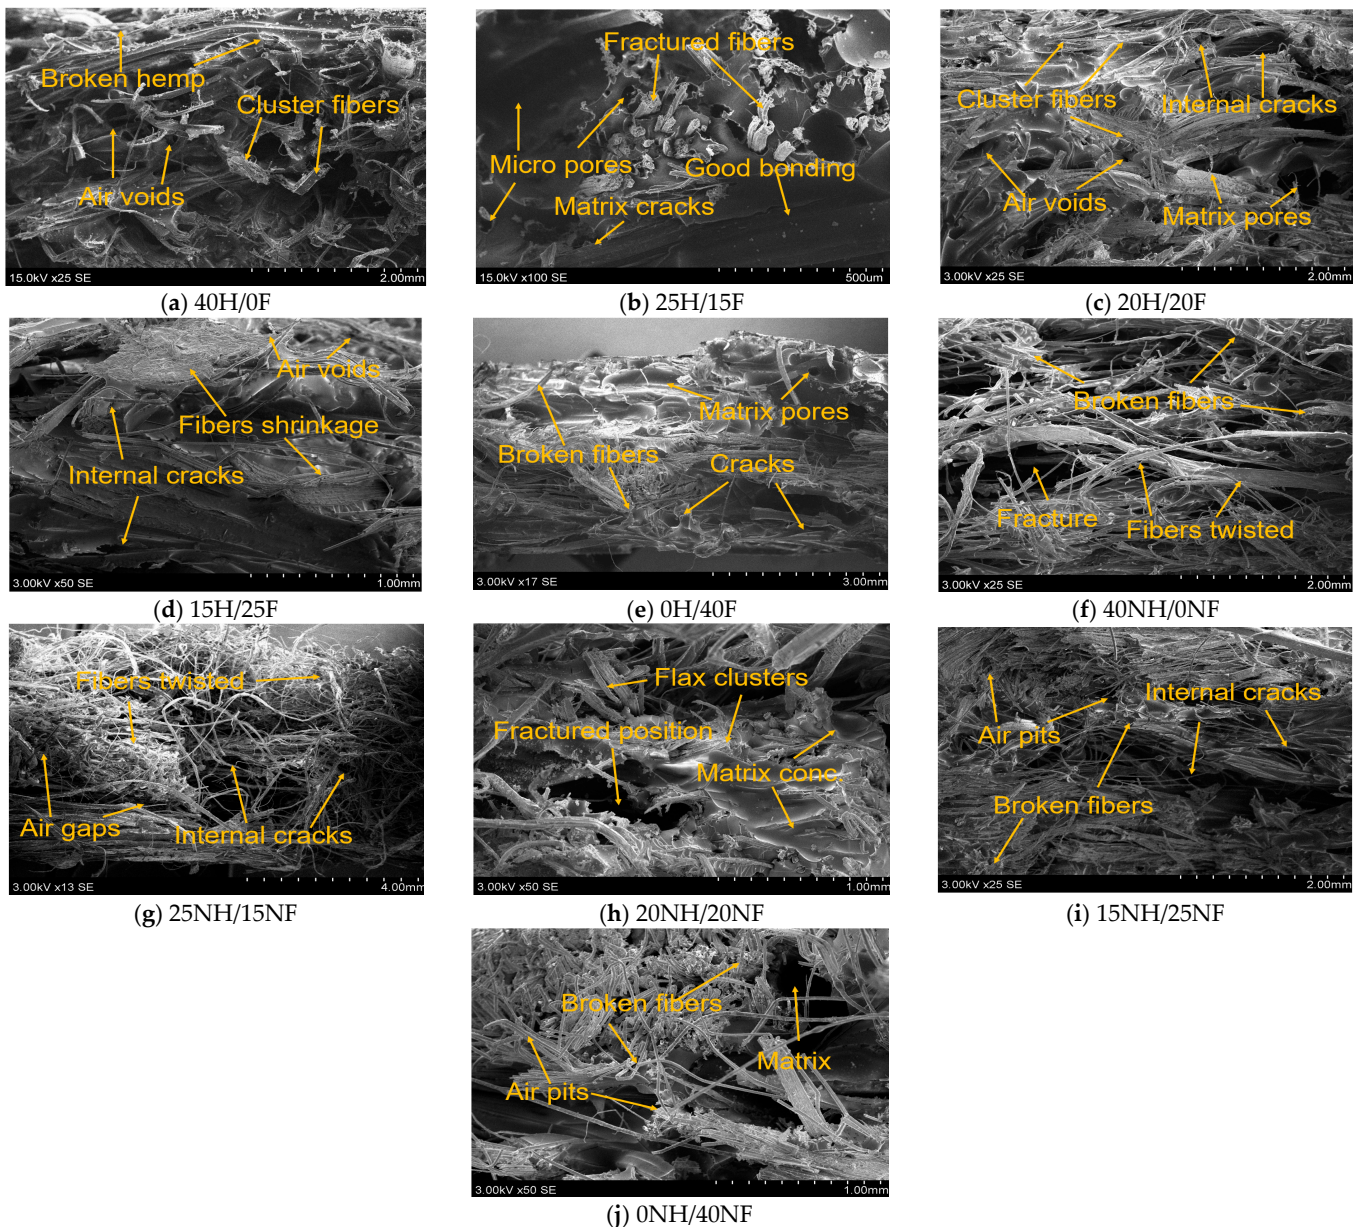 Broken hemp
Cluster fibers
Air voids
15.0kV x25 SE
2.00mm
(a) 40H/0F
Fractured fibers
Micro pores
Good bonding
Matrix cracks
15.0kV x100 SE
500um
(b) 25H/15F
Cluster fibers
Internal cracks
Air voids
Matrix pores
3.00kV x25 SE
2.00mm
(c) 20H/20F
Air voids
Fibers shrinkage
Internal cracks
3.00kV x50 SE
1.00mm
(d) 15H/25F
Matrix pores
Broken fibers
Cracks
3.00kV x17 SE
3.00mm
(e) 0H/40F
Broken fibers
Fracture
Fibers twisted
3.00kV x25 SE
2.00mm
(f) 40NH/0NF
Fibers twisted
Air gaps
Internal cracks
3.00kV x13 SE
4.00mm
(g) 25NH/15NF
Flax clusters
Fractured position
Matrix conc.
3.00kV x50 SE
1.00mm
(h) 20NH/20NF
Internal cracks
Air pits
Broken fibers
3.00kV x25 SE
2.00mm
(i) 15NH/25NF
Broken fibers
Matrix
Air pits
3.00kV x50 SE
1.00mm
(j) 0NH/40NF